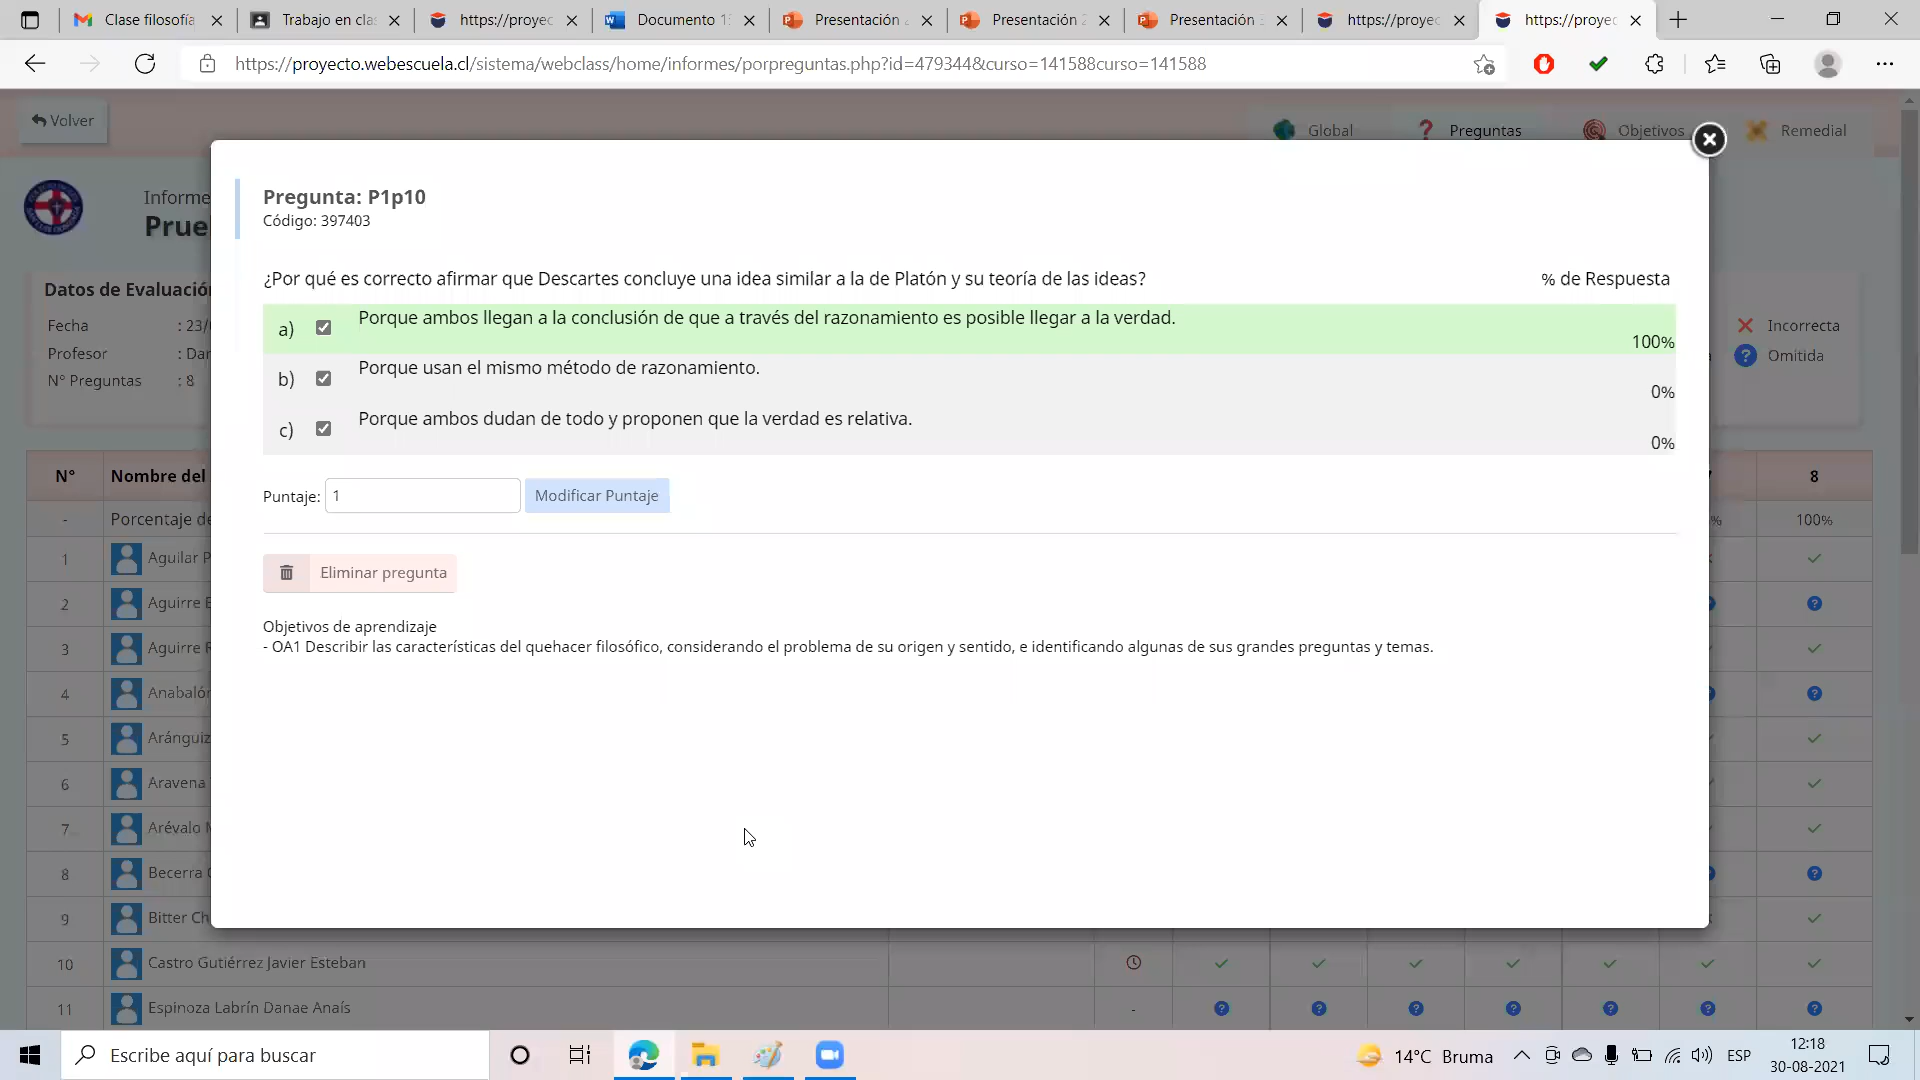 Clase filosofía
Trabajo en cla
https://proyec
Documento 1
Presentación
Presentación 2
Presentación
https://proyec
https://proyec
https://proyecto.webescuela.cl/sistema/webclass/home/informes/porpreguntas.php?id=479344&curso=141588curso=141588
Volver
Global
Preguntas
Objetivos
Remedial
Informe
Prue
Pregunta: P1p10
Código: 397403
¿Por qué es correcto afirmar que Descartes concluye una idea similar a la de Platón y su teoría de las ideas?
% de Respuesta
a) Porque ambos llegan a la conclusión de que a través del razonamiento es posible llegar a la verdad.
100%
b) Porque usan el mismo método de razonamiento.
0%
c) Porque ambos dudan de todo y proponen que la verdad es relativa.
0%
Puntaje: 1 Modificar Puntaje
Eliminar pregunta
Objetivos de aprendizaje
- OA1 Describir las características del quehacer filosófico, considerando el problema de su origen y sentido, e identificando algunas de sus grandes preguntas y temas.
Datos de Evaluación
Fecha : 23/
Profesor : Dar
N° Preguntas : 8
Incorrecta
Omitida
N° Nombre del 8
- Porcentaje de % 100%
1 Aguilar P
2 Aguirre E
3 Aguirre R
4 Anabalón
5 Aránguiz
6 Aravena
7 Arévalo M
8 Becerra
9 Bitter Ch
10 Castro Gutiérrez Javier Esteban
11 Espinoza Labrín Danae Anaís -
Escribe aquí para buscar
14°C Bruma
ESP
12:18
30-08-2021